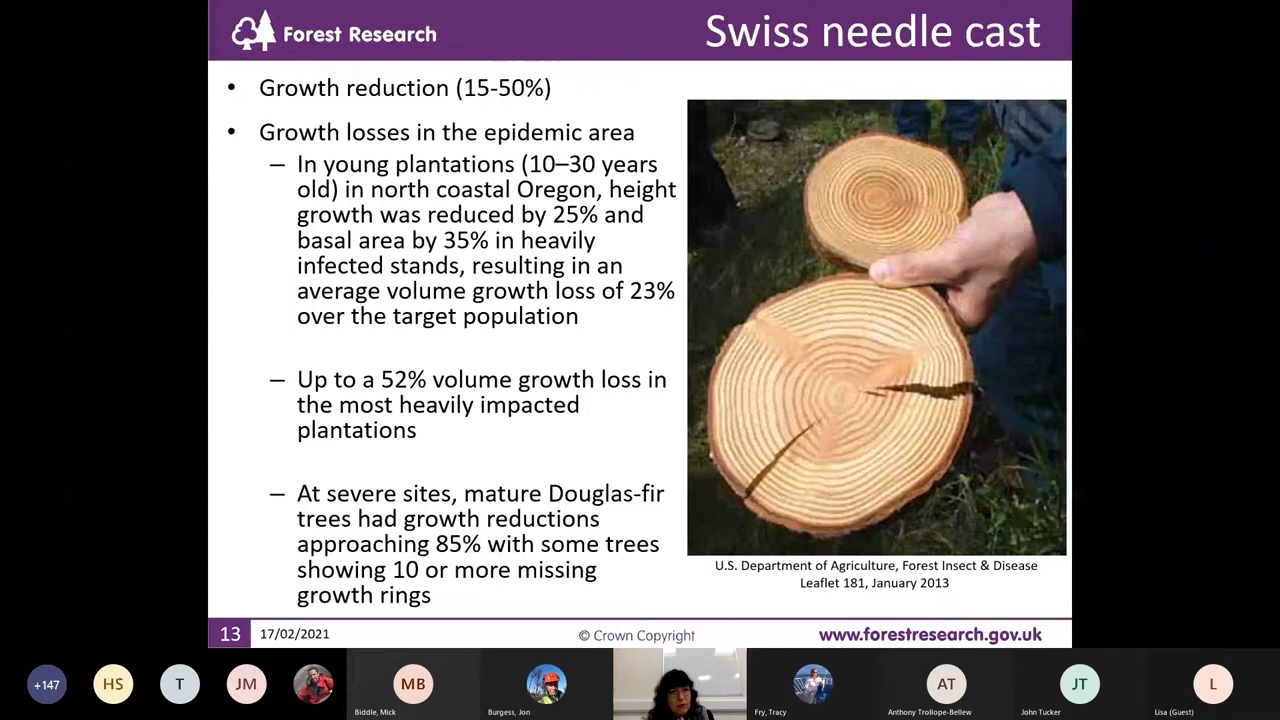 Forest Research
Swiss needle cast
• Growth reduction (15-50%)
• Growth losses in the epidemic area
– In young plantations (10–30 years
old) in north coastal Oregon, height
growth was reduced by 25% and
basal area by 35% in heavily
infected stands, resulting in an
average volume growth loss of 23%
over the target population
– Up to a 52% volume growth loss in
the most heavily impacted
plantations
– At severe sites, mature Douglas-fir
trees had growth reductions
approaching 85% with some trees
showing 10 or more missing
growth rings
U.S. Department of Agriculture, Forest Insect & Disease
Leaflet 181, January 2013
13
17/02/2021
© Crown Copyright
www.forestresearch.gov.uk
+147
HS
T
JM
MB
AT
JT
L
Biddle, Mick
Burgess, Jon
Fry, Tracy
Anthony Trollope-Bellew
John Tucker
Lisa (Guest)